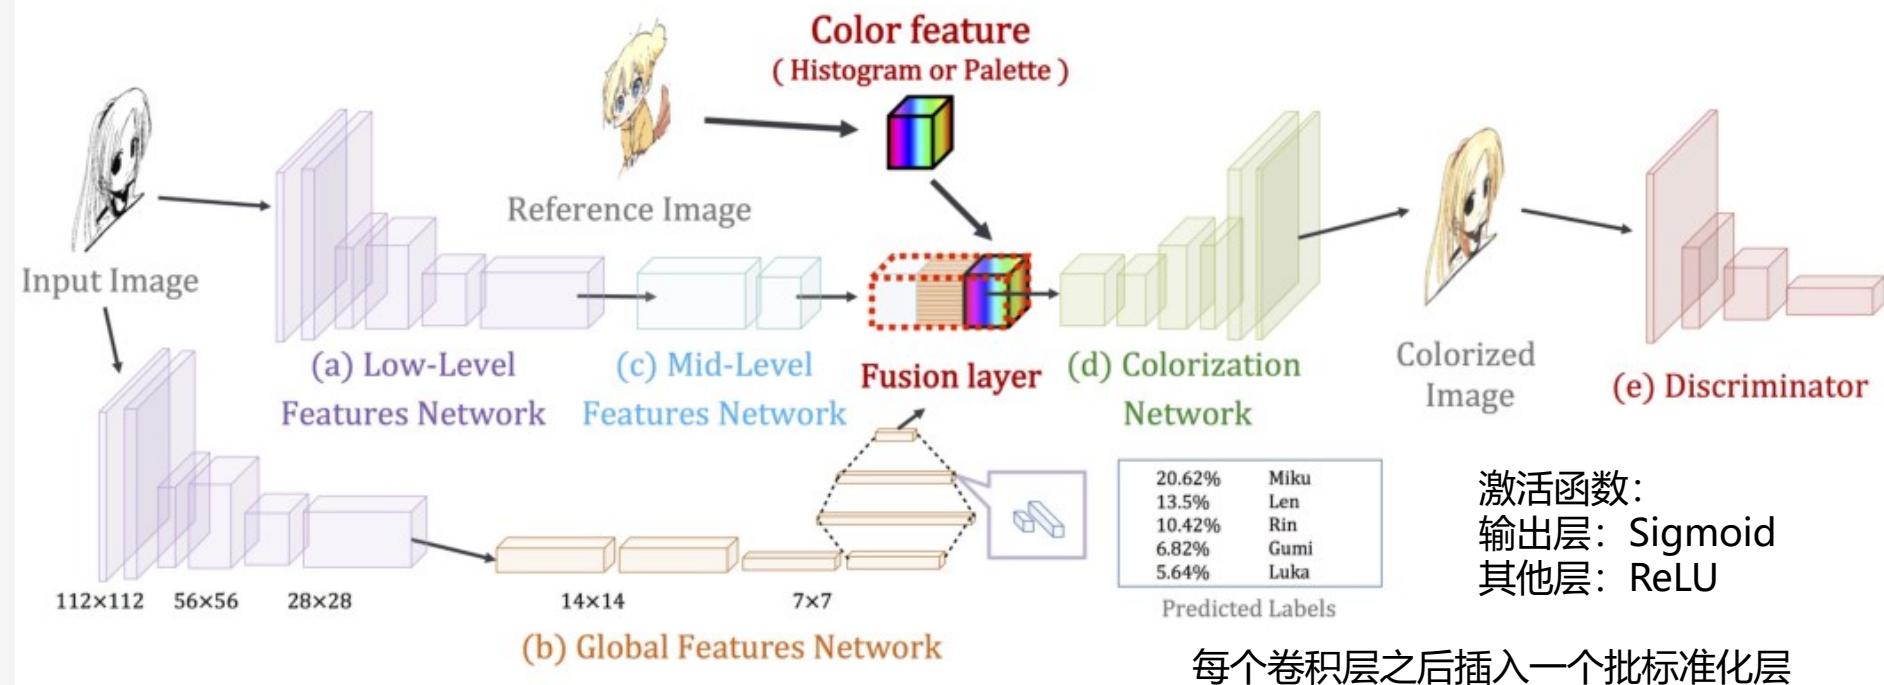 Color feature
( Histogram or Palette )
Reference Image
Input Image
(a) Low-Level
Features Network
(c) Mid-Level
Features Network
Fusion layer
(d) Colorization
Network
Colorized
Image
(e) Discriminator
112×112 56×56 28×28 14×14 7×7
(b) Global Features Network
20.62% Miku
13.5% Len
10.42% Rin
6.82% Gumi
5.64% Luka
Predicted Labels
激活函数：
输出层：Sigmoid
其他层：ReLU
每个卷积层之后插入一个批标准化层